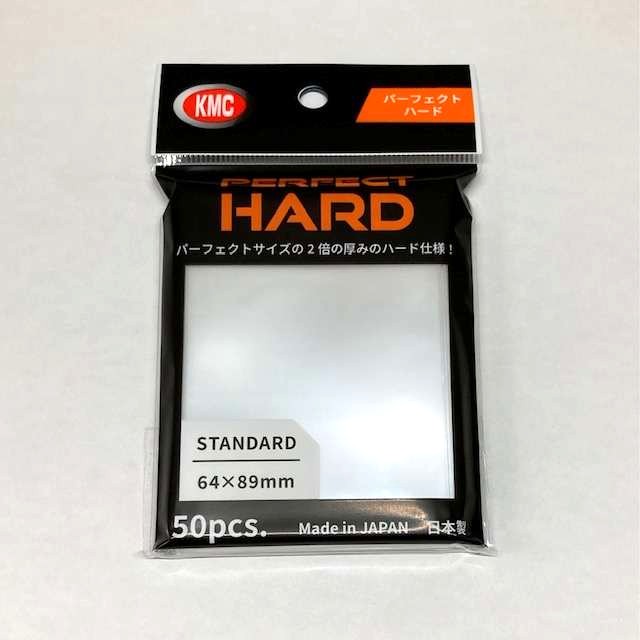 KMC
パーフェクト
ハード
PERFECT
HARD
パーフェクトサイズの2倍の厚みのハード仕様!
STANDARD
64×89mm
50pcs. Made in JAPAN 日本製